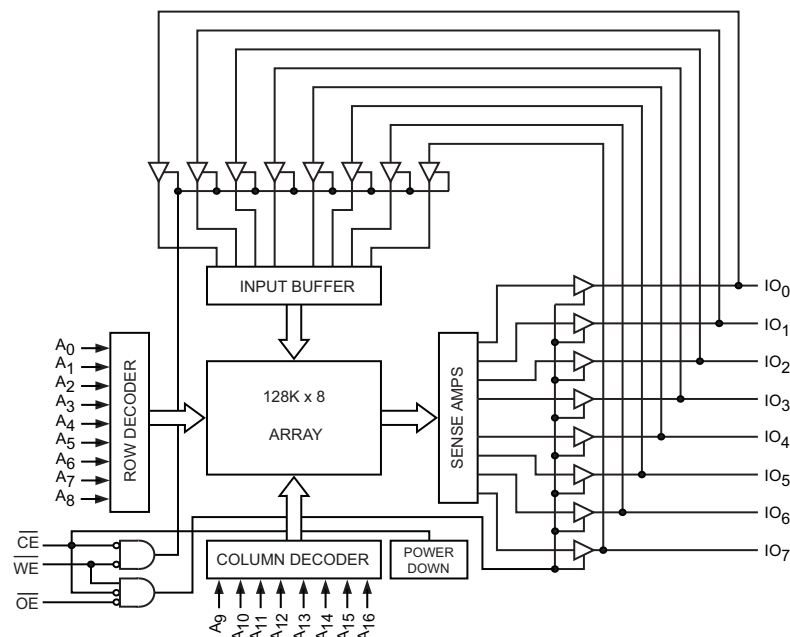 INPUT BUFFER
IO0
IO1
IO2
IO3
IO4
IO5
IO6
IO7
A0
A1
A2
A3
A4
A5
A6
A7
A8
ROW DECODER
128K x 8
ARRAY
SENSE AMPS
CE
WE
OE
COLUMN DECODER
POWER
DOWN
A9
A10
A11
A12
A13
A14
A15
A16